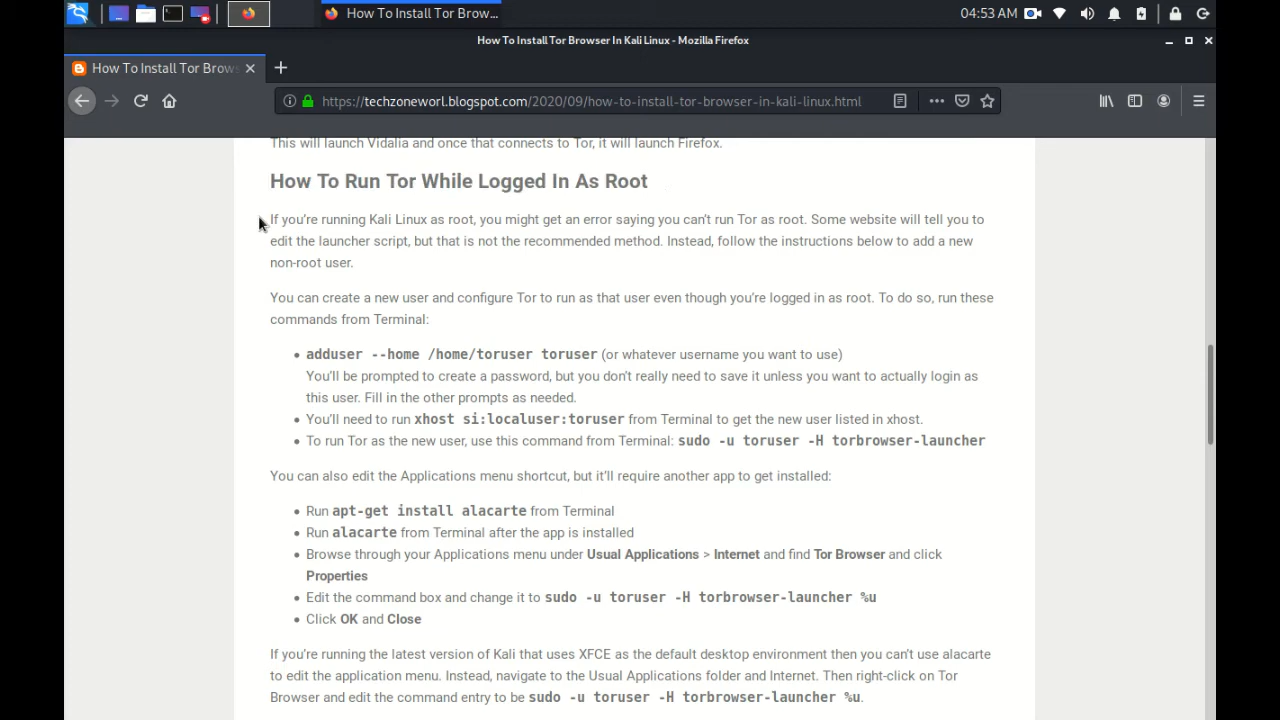 How To Install Tor Brow...
04:53 AM
How To Install Tor Browser In Kali Linux - Mozilla Firefox
How To Install Tor Brows
https://techzoneworl.blogspot.com/2020/09/how-to-install-tor-browser-in-kali-linux.html
This will launch Vidalia and once that connects to Tor, it will launch Firefox.
How To Run Tor While Logged In As Root
If you’re running Kali Linux as root, you might get an error saying you can’t run Tor as root. Some website will tell you to
edit the launcher script, but that is not the recommended method. Instead, follow the instructions below to add a new
non-root user.
You can create a new user and configure Tor to run as that user even though you’re logged in as root. To do so, run these
commands from Terminal:
• adduser --home /home/toruser toruser (or whatever username you want to use)
You’ll be prompted to create a password, but you don’t really need to save it unless you want to actually login as
this user. Fill in the other prompts as needed.
• You’ll need to run xhost si:localuser:toruser from Terminal to get the new user listed in xhost.
• To run Tor as the new user, use this command from Terminal: sudo -u toruser -H torbrowser-launcher
You can also edit the Applications menu shortcut, but it’ll require another app to get installed:
• Run apt-get install alacarte from Terminal
• Run alacarte from Terminal after the app is installed
• Browse through your Applications menu under Usual Applications > Internet and find Tor Browser and click
Properties
• Edit the command box and change it to sudo -u toruser -H torbrowser-launcher %u
• Click OK and Close
If you’re running the latest version of Kali that uses XFCE as the default desktop environment then you can’t use alacarte
to edit the application menu. Instead, navigate to the Usual Applications folder and Internet. Then right-click on Tor
Browser and edit the command entry to be sudo -u toruser -H torbrowser-launcher %u.